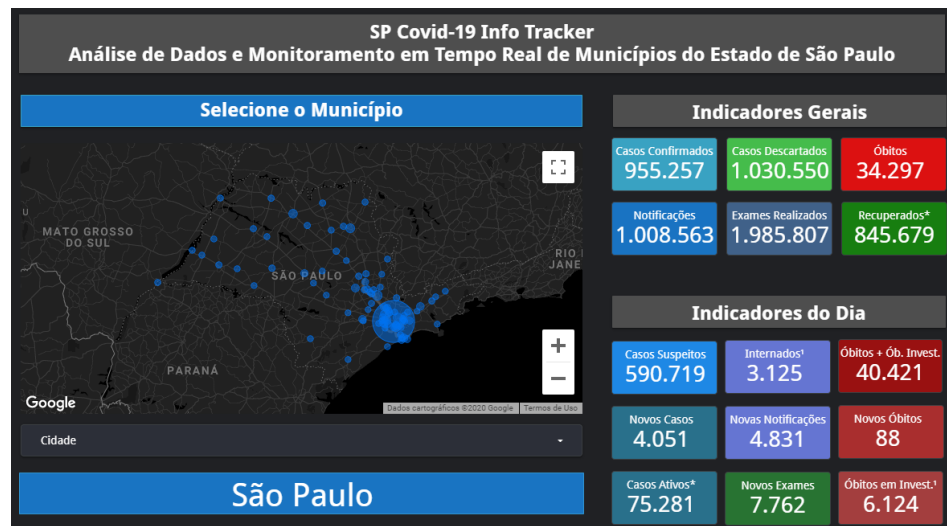 SP Covid-19 Info Tracker
Análise de Dados e Monitoramento em Tempo Real de Municípios do Estado de São Paulo
Selecione o Município
MATO GROSSO
DO SUL
SÃO PAULO
RIO
JANE
PARANÁ
Google
Dados cartográficos ©2020 Google
Termos de Uso
Cidade
São Paulo
Indicadores Gerais
Casos Confirmados
955.257
Casos Descartados
1.030.550
Óbitos
34.297
Notificações
1.008.563
Exames Realizados
1.985.807
Recuperados*
845.679
Indicadores do Dia
Casos Suspeitos
590.719
Internados¹
3.125
Óbitos + Ób. Invest.
40.421
Novos Casos
4.051
Novas Notificações
4.831
Novos Óbitos
88
Casos Ativos*
75.281
Novos Exames
7.762
Óbitos em Invest.¹
6.124